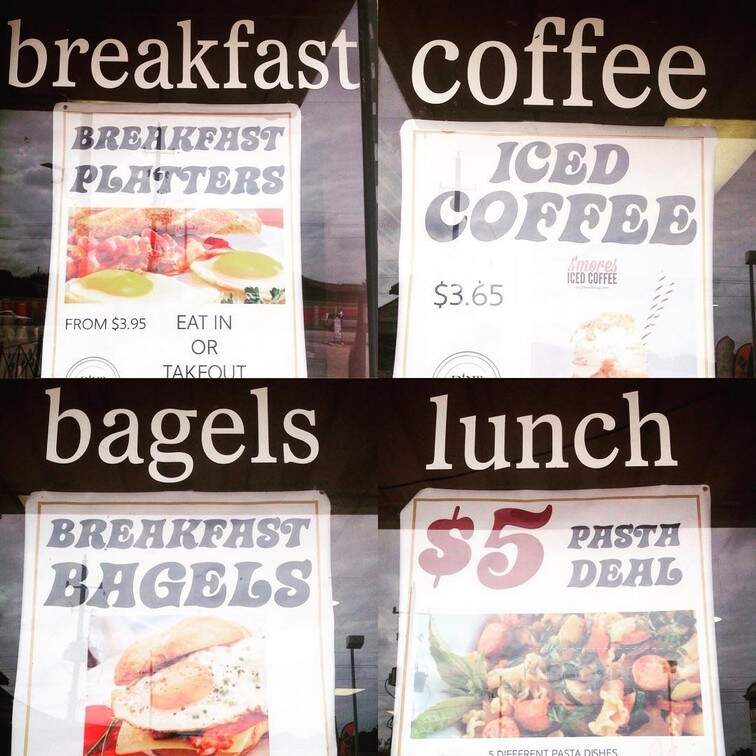 breakfast
BREAKFAST
PLATTERS
FROM $3.95
EAT IN
OR
TAKEOUT
coffee
ICED
COFFEE
S'mores
ICED COFFEE
$3.65
bagels
BREAKFAST
BAGELS
lunch
$5 PASTA
DEAL
5 DIFFERENT PASTA DISHES